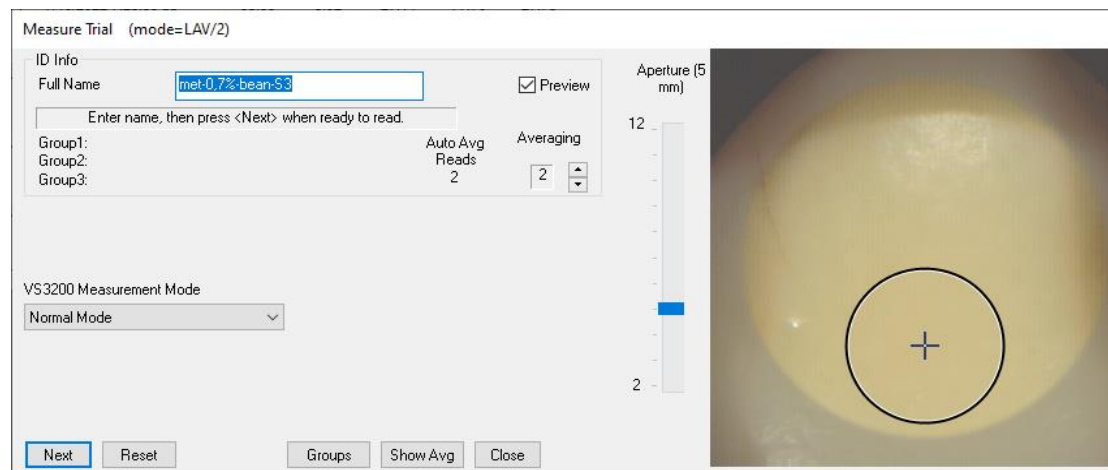 Measure Trial (mode=LAV/2)
ID Info
Full Name met-0,7%-bean-S3
Preview
Enter name, then press <Next> when ready to read.
Group1:
Group2:
Group3:
Auto Avg
Reads
2
Averaging
2
Aperture (5
mm)
12
2
VS3200 Measurement Mode
Normal Mode
Next Reset Groups Show Avg Close